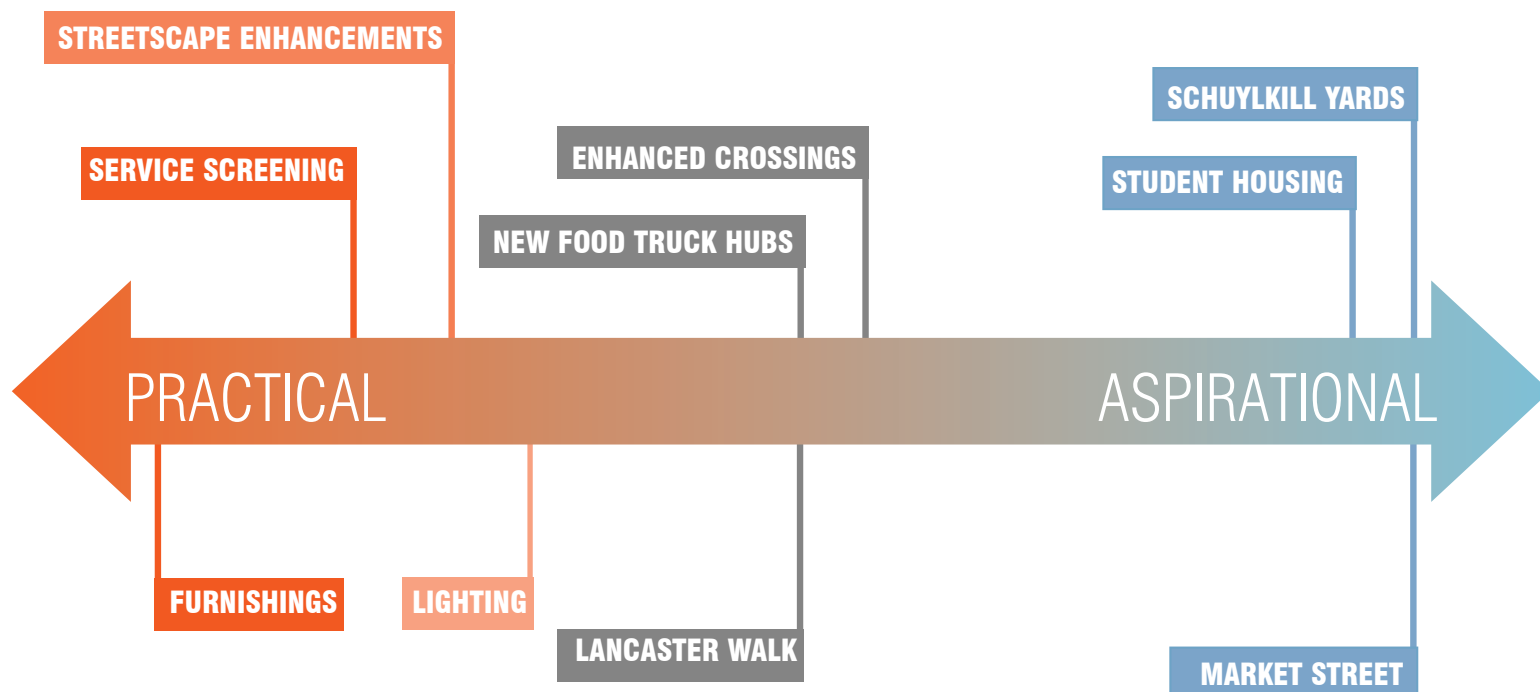 STREETSCAPE ENHANCEMENTS
SCHUYLKILL YARDS
SERVICE SCREENING
ENHANCED CROSSINGS
STUDENT HOUSING
NEW FOOD TRUCK HUBS
PRACTICAL
ASPIRATIONAL
FURNISHINGS
LIGHTING
LANCASTER WALK
MARKET STREET